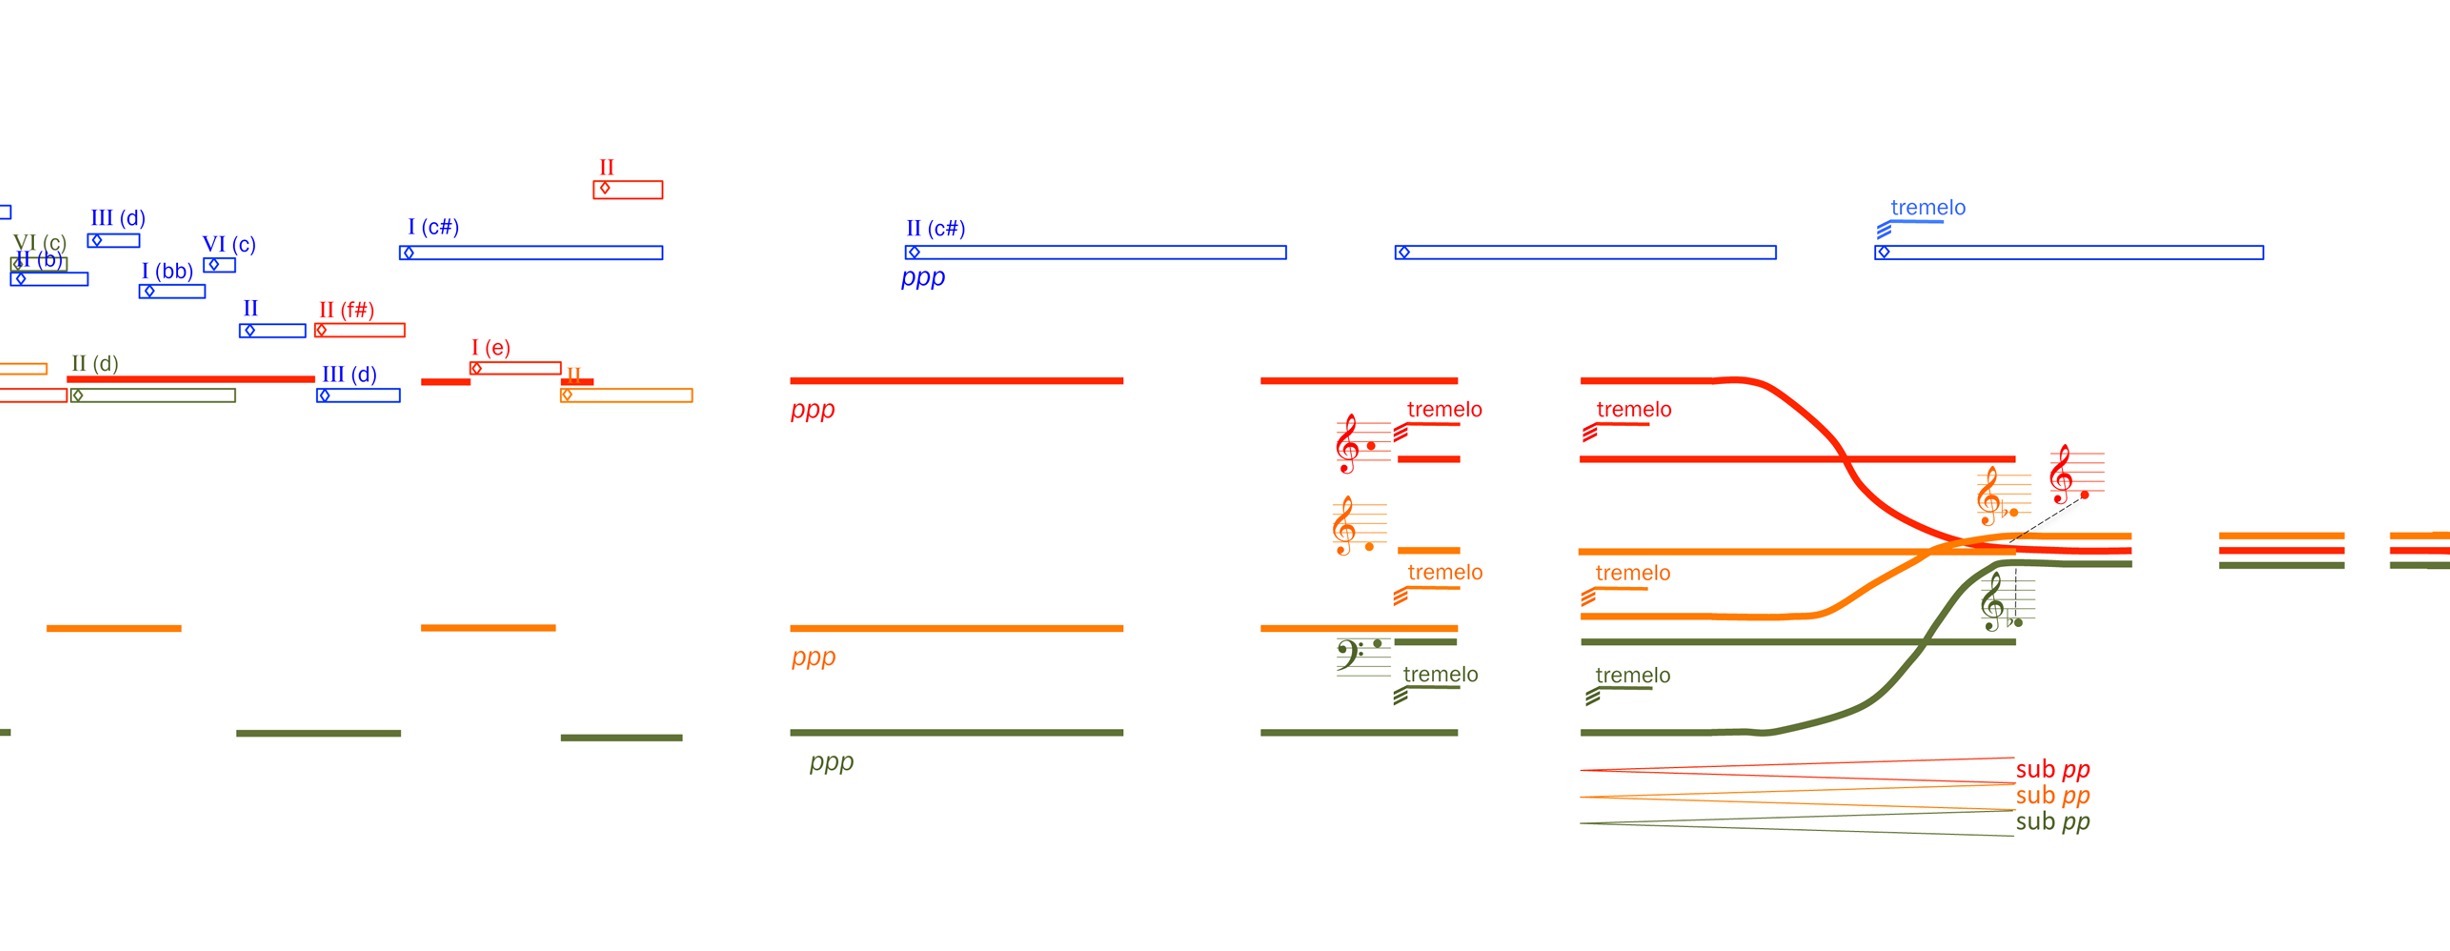 II
III (d)
I (c#)
II (c#)
tremelo
VI (c)
VI (c)
II (b)
I (bb)
ppp
II
II (f#)
I (e)
II (d)
III (d)
II
ppp
tremelo
tremelo
tremelo
tremelo
ppp
tremelo
tremelo
ppp
sub pp
sub pp
sub pp